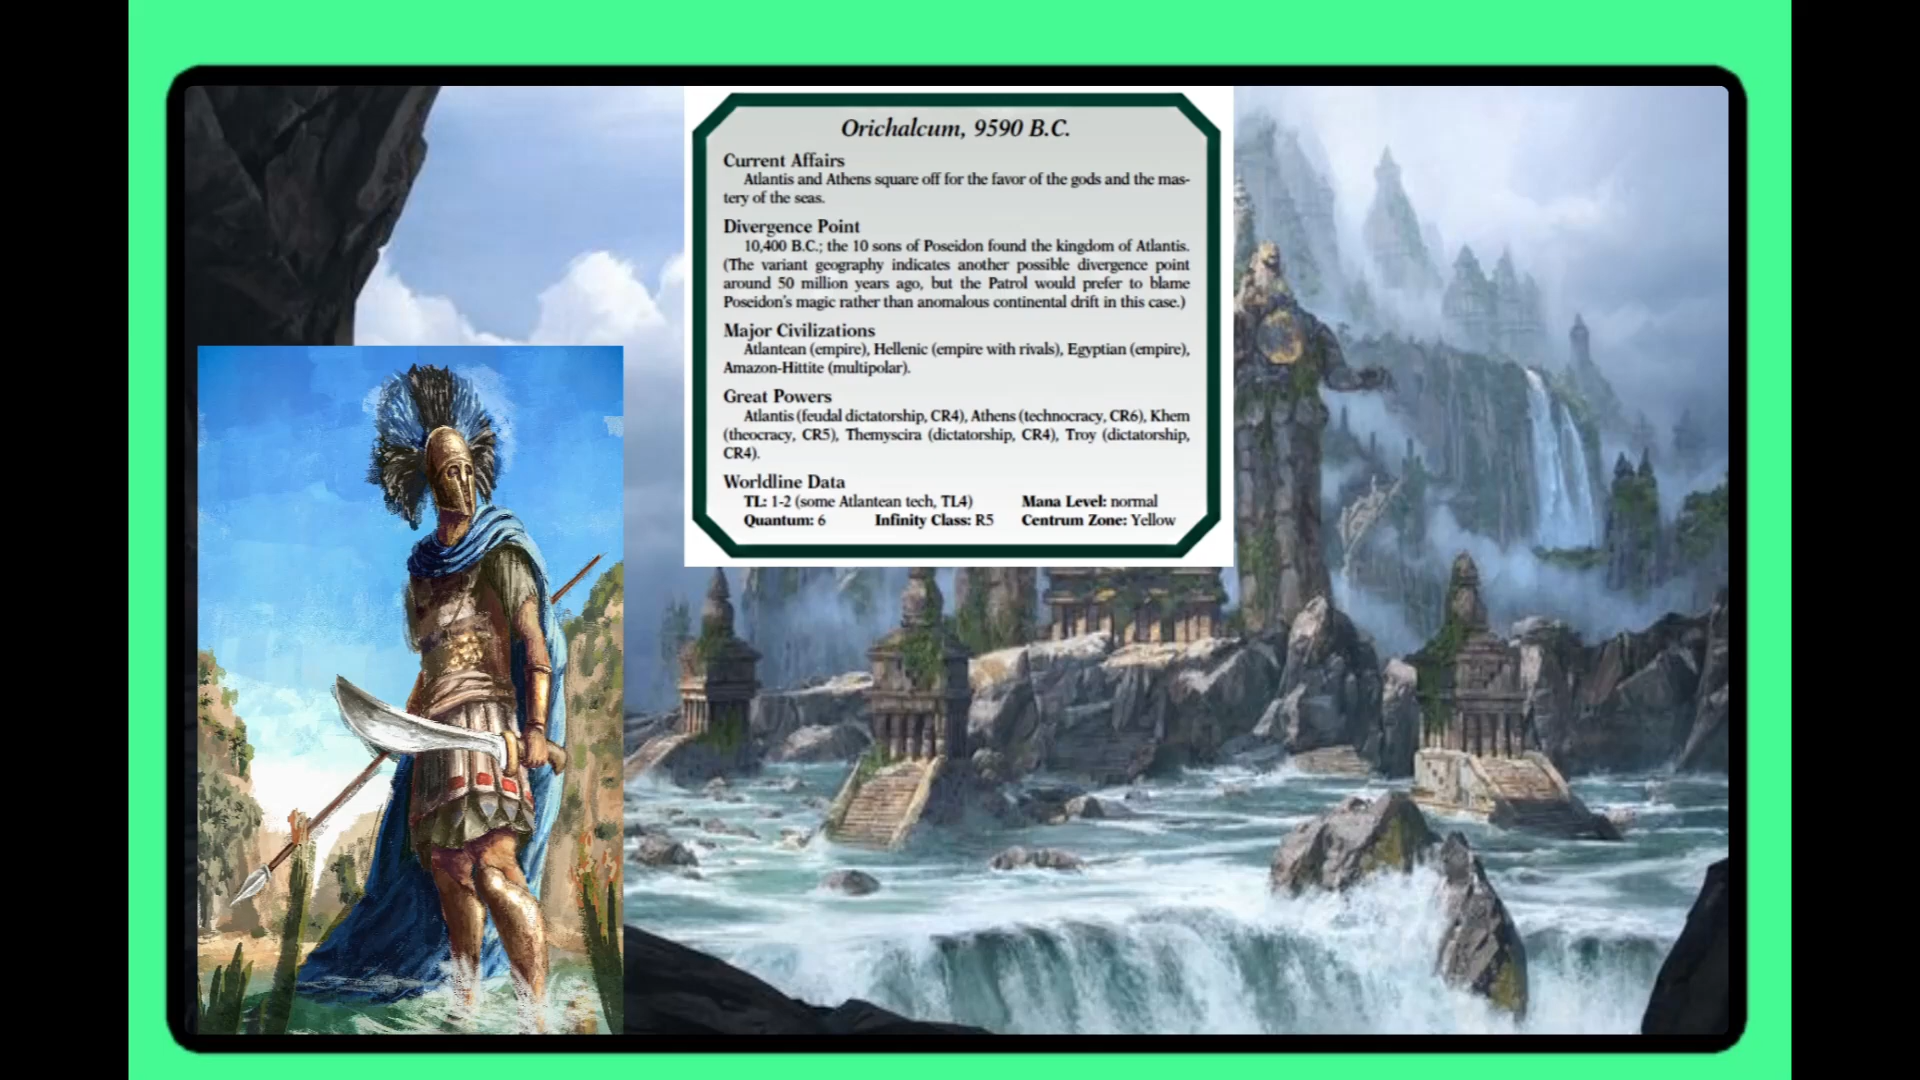 Orichalcum, 9590 B.C.
Current Affairs
Atlantis and Athens square off for the favor of the gods and the mas-
tery of the seas.
Divergence Point
10,400 B.C.; the 10 sons of Poseidon found the kingdom of Atlantis.
(The variant geography indicates another possible divergence point
around 50 million years ago, but the Patrol would prefer to blame
Poseidon's magic rather than anomalous continental drift in this case.)
Major Civilizations
Atlantean (empire), Hellenic (empire with rivals), Egyptian (empire),
Amazon-Hittite (multipolar).
Great Powers
Atlantis (feudal dictatorship, CR4), Athens (technocracy, CR6), Khem
(theocracy, CR5), Themyscira (dictatorship, CR4), Troy (dictatorship,
CR4).
Worldline Data
TL: 1-2 (some Atlantean tech, TL4) Mana Level: normal
Quantum: 6 Infinity Class: R5 Centrum Zone: Yellow